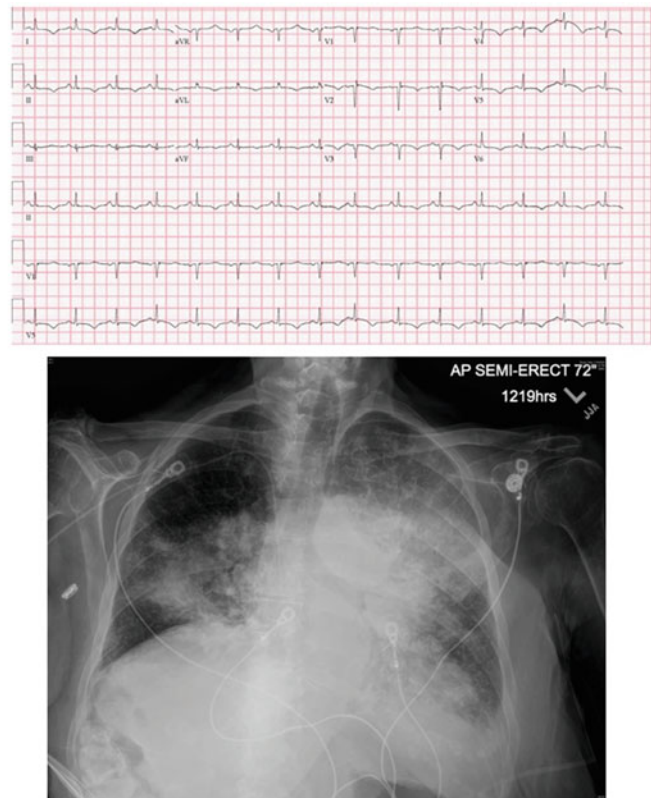 I aVR V1 V4
II aVL V2 V5
III aVF V3 V6
II
V1
V5
AP SEMI-ERECT 72"
1219hrs
JJA